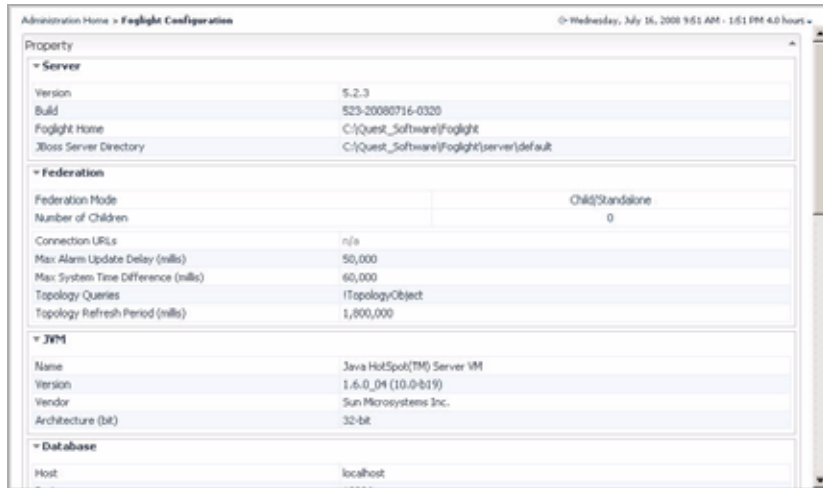 Administration Home > Foglight Configuration
Wednesday, July 16, 2008 9:51 AM - 1:51 PM 4.0 hours
Property
Server
Version 5.2.3
Build 523-20080716-0320
Foglight Home C:\Quest_Software\Foglight
JBoss Server Directory C:\Quest_Software\Foglight\server\default
Federation
Federation Mode Child/Standalone
Number of Children 0
Connection URLs n/a
Max Alarm Update Delay (millis) 50,000
Max System Time Difference (millis) 60,000
Topology Queries !TopologyObject
Topology Refresh Period (millis) 1,800,000
JVM
Name Java HotSpot(TM) Server VM
Version 1.6.0_04 (10.0-b19)
Vendor Sun Microsystems Inc.
Architecture (bit) 32-bit
Database
Host localhost